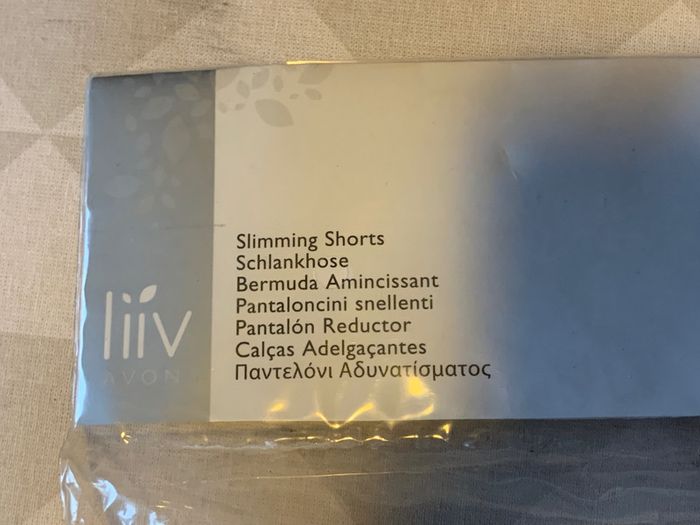 Slimming Shorts
Schlankhose
Bermuda Amincissant
Pantaloncini snellenti
Pantalón Reductor
Calças Adelgaçantes
Παντελόνι Αδυνατίσματος
liiv
AVON